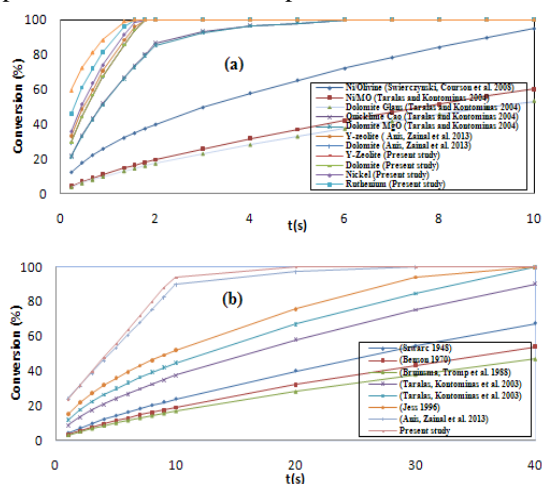 100
80
60
40
20
0
Conversion (%)
(a)
Ni/Olivine (Swierczynski, Courson et al. 2008)
NiMO (Taralas and Kontominas 2004)
Dolomite Glam (Taralas and Kontominas 2004)
Quicklime Cao (Taralas and Kontominas 2004)
Dolomite MgO (Taralas and Kontominas 2004)
Y-zeolite (Anis, Zainal et al. 2013)
Dolomite (Anis, Zainal et al. 2013)
Y-Zeolite (Present study)
Dolomite (Present study)
Nickel (Present study)
Ruthenium (Present study)
0 2 4 6 8 10
t(s)
100
80
60
40
20
0
Conversion (%)
(b)
(Szwarc 1948)
(Benson 1970)
(Bruinsma, Tromp et al. 1988)
(Taralas, Kontominas et al. 2003)
(Taralas, Kontominas et al. 2003)
(Jess 1996)
(Anis, Zainal et al. 2013)
Present study
0 10 20 30 40
t(s)